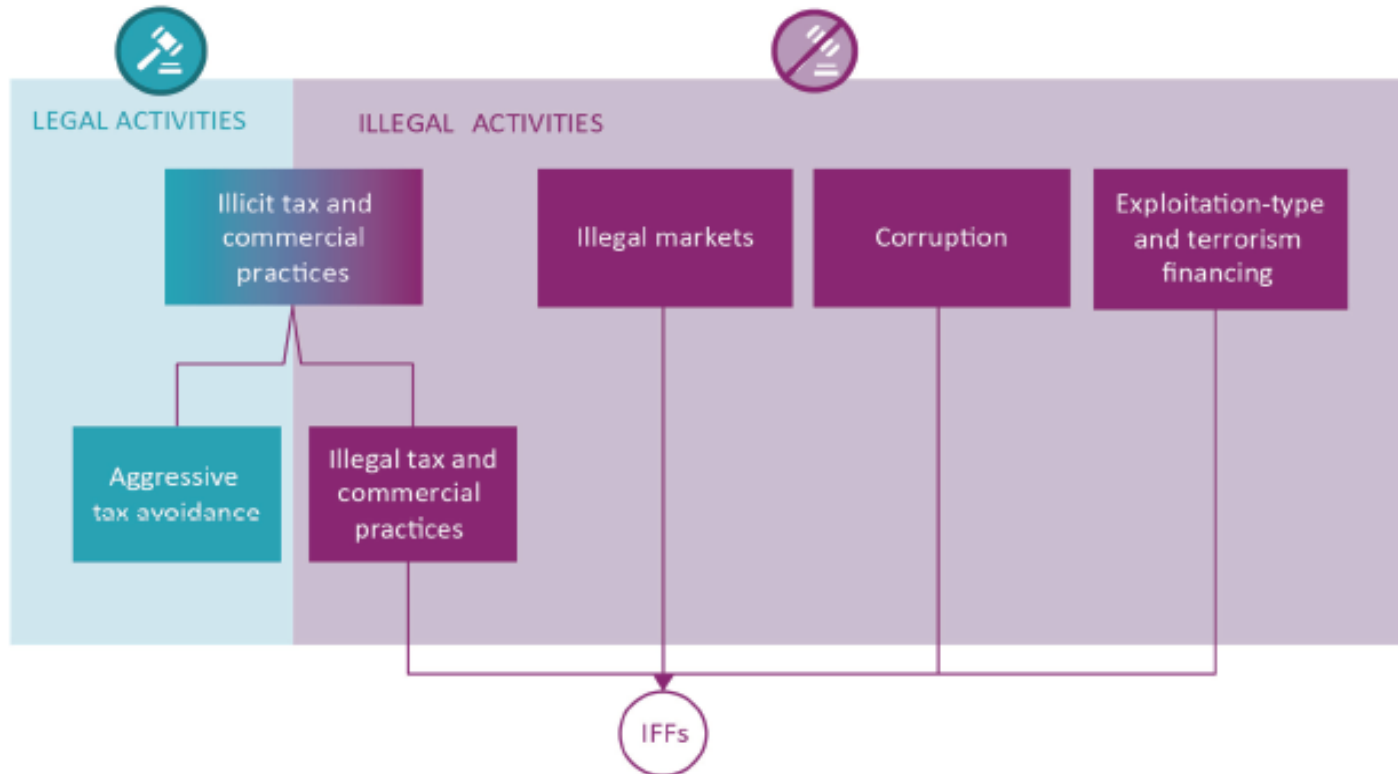 LEGAL ACTIVITIES
ILLEGAL ACTIVITIES
Illicit tax and
commercial
practices
Illegal markets
Corruption
Exploitation-type
and terrorism
financing
Aggressive
tax avoidance
Illegal tax and
commercial
practices
IFFs